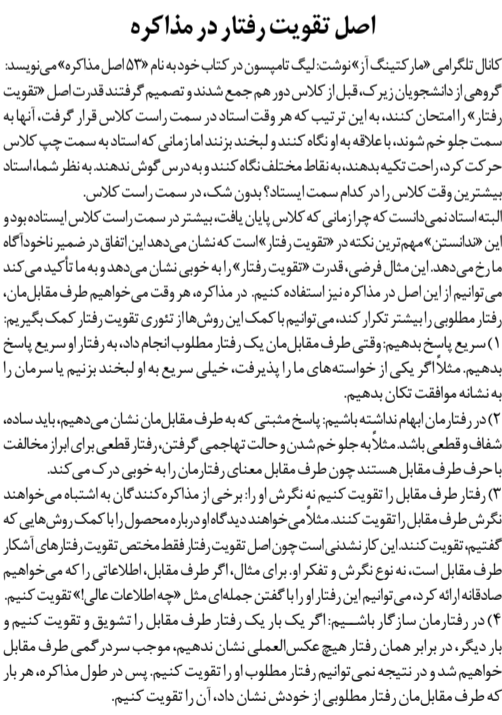 اصل تقویت رفتار در مذاکره
کانال تلگرامی «مارکتینگ آز» نوشت: لیگ تامپسون در کتاب خود به نام «۵۳ اصل مذاکره» می‌نویسد:
گروهی از دانشجویان زیرک، قبل از کلاس دور هم جمع شدند و تصمیم گرفتند قدرت اصل «تقویت
رفتار» را امتحان کنند، به این ترتیب که هر وقت استاد در سمت راست کلاس قرار گرفت، آنها به
سمت جلو خم شوند، با علاقه به او نگاه کنند و لبخند بزنند اما زمانی که استاد به سمت چپ کلاس
حرکت کرد، راحت تکیه بدهند، به نقاط مختلف نگاه کنند و به درس گوش ندهند. به نظر شما، استاد
بیشترین وقت کلاس را در کدام سمت ایستاد؟ بدون شک، در سمت راست کلاس.
البته استاد نمی‌دانست که چرا زمانی که کلاس پایان یافت، بیشتر در سمت راست کلاس ایستاده بود و
این «ندانستن» مهم‌ترین نکته در «تقویت رفتار» است که نشان می‌دهد این اتفاق در ضمیر ناخودآگاه
ما رخ می‌دهد. این مثال فرضی، قدرت «تقویت رفتار» را به خوبی نشان می‌دهد و به ما تأکید می‌کند
می‌توانیم از این اصل در مذاکره نیز استفاده کنیم. در مذاکره، هر وقت می‌خواهیم طرف مقابل‌مان،
رفتار مطلوبی را بیشتر تکرار کند، می‌توانیم با کمک این روش‌ها از تئوری تقویت رفتار کمک بگیریم:
۱) سریع پاسخ بدهیم: وقتی طرف مقابل‌مان یک رفتار مطلوب انجام داد، به رفتار او سریع پاسخ
بدهیم. مثلاً اگر یکی از خواسته‌های ما را پذیرفت، خیلی سریع به او لبخند بزنیم یا سرمان را
به نشانه موافقت تکان بدهیم.
۲) در رفتارمان ابهام نداشته باشیم: پاسخ مثبتی که به طرف مقابل‌مان نشان می‌دهیم، باید ساده،
شفاف و قطعی باشد. مثلاً به جلو خم شدن و حالت تهاجمی گرفتن، رفتار قطعی برای ابراز مخالفت
با حرف طرف مقابل هستند چون طرف مقابل معنای رفتارمان را به خوبی درک می‌کند.
۳) رفتار طرف مقابل را تقویت کنیم نه نگرش او را: برخی از مذاکره‌کنندگان به اشتباه می‌خواهند
نگرش طرف مقابل را تقویت کنند. مثلاً می‌خواهند دیدگاه او درباره محصول را با کمک روش‌هایی که
گفتیم، تقویت کنند. این کار نشدنی است چون اصل تقویت رفتار فقط مختص تقویت رفتارهای آشکار
طرف مقابل است، نه نوع نگرش و تفکر او. برای مثال، اگر طرف مقابل، اطلاعاتی را که می‌خواهیم
صادقانه ارائه کرد، می‌توانیم این رفتار او را با گفتن جمله‌ای مثل «چه اطلاعات عالی!» تقویت کنیم.
۴) در رفتارمان سازگار باشیم: اگر یک بار یک رفتار طرف مقابل را تشویق و تقویت کنیم و
بار دیگر، در برابر همان رفتار هیچ عکس‌العملی نشان ندهیم، موجب سردرگمی طرف مقابل
خواهیم شد و در نتیجه نمی‌توانیم رفتار مطلوب او را تقویت کنیم. پس در طول مذاکره، هر بار
که طرف مقابل‌مان رفتار مطلوبی از خودش نشان داد، آن را تقویت کنیم.